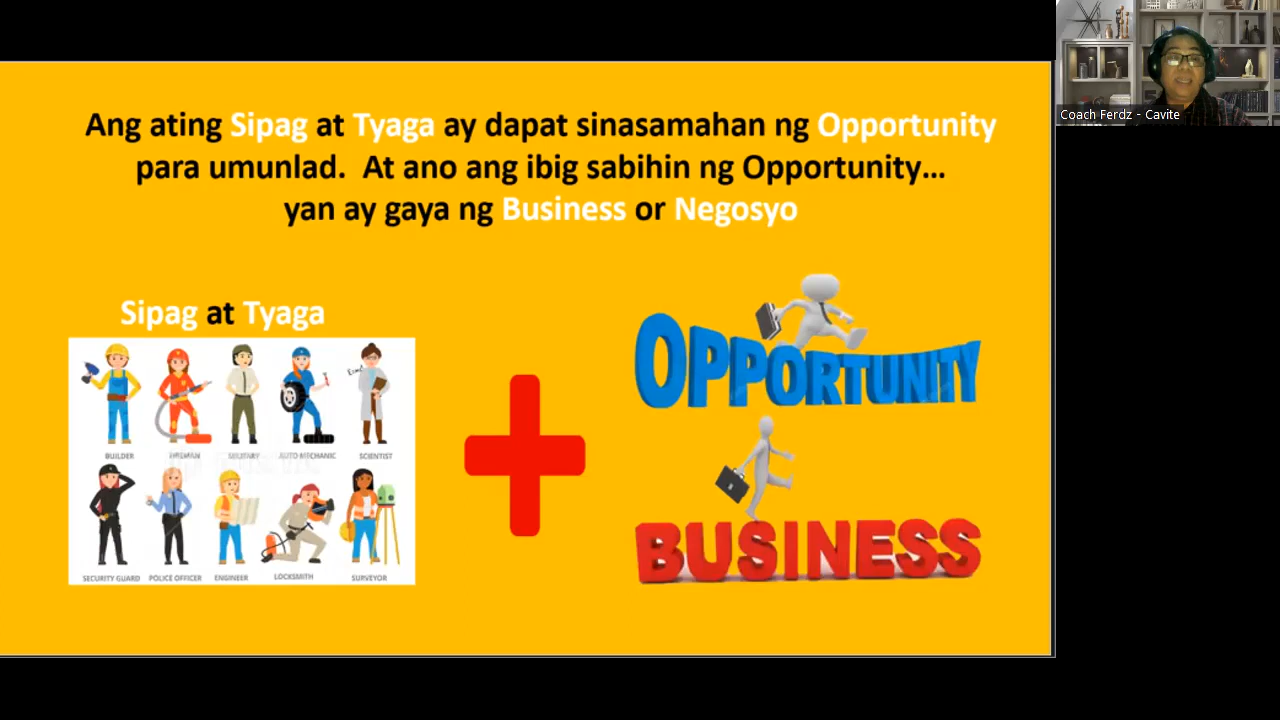 Ang ating Sipag at Tyaga ay dapat sinasamahan ng Opportunity
para umunlad. At ano ang ibig sabihin ng Opportunity...
yan ay gaya ng Business or Negosyo
Sipag at Tyaga
BUILDER FIREMAN MILITARY AUTO MECHANIC SCIENTIST
SECURITY GUARD POLICE OFFICER ENGINEER LOCKSMITH SURVEYOR
OPPORTUNITY
BUSINESS
Coach Ferdz - Cavite